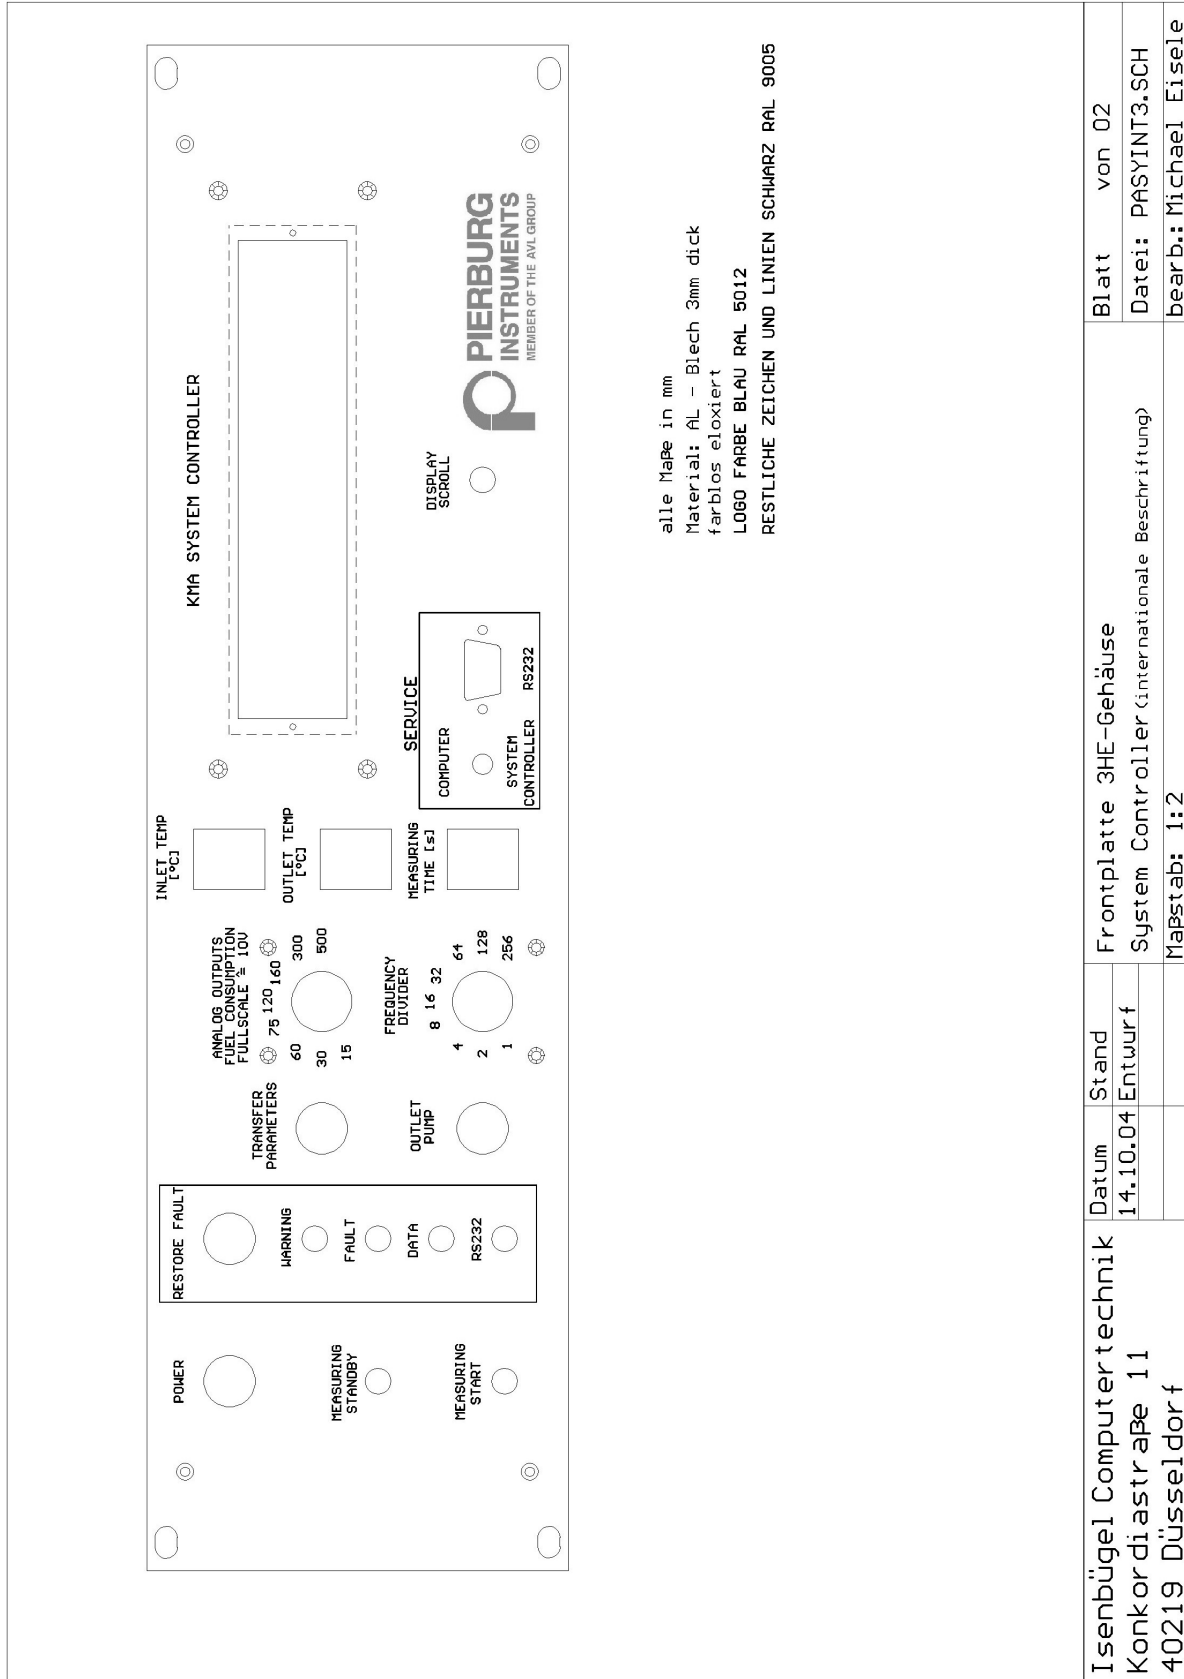 POWER
MEASURING
STANDBY
MEASURING
START
RESTORE FAULT
WARNING
FAULT
DATA
RS232
TRANSFER
PARAMETERS
OUTLET
PUMP
ANALOG OUTPUTS
FUEL CONSUMPTION
FULLSCALE ≙ 10V
75 120 160
60 300
30 500
15
FREQUENCY
DIVIDER
8 16 32
4 64
2 128
1 256
INLET TEMP
[°C]
OUTLET TEMP
[°C]
MEASURING
TIME [s]
KMA SYSTEM CONTROLLER
SERVICE
COMPUTER
SYSTEM
CONTROLLER
RS232
DISPLAY
SCROLL
PIERBURG
INSTRUMENTS
MEMBER OF THE AVL GROUP
alle Maße in mm
Material: AL - Blech 3mm dick
farblos eloxiert
LOGO FARBE BLAU RAL 5012
RESTLICHE ZEICHEN UND LINIEN SCHWARZ RAL 9005
Isenbügel Computertechnik
Konkordiastraße 11
40219 Düsseldorf
Datum Stand
14.10.04 Entwurf
Frontplatte 3HE-Gehäuse
System Controller (internationale Beschriftung)
Maßstab: 1:2
Blatt von 02
Datei: PASYINT3.SCH
bearb.: Michael Eisele